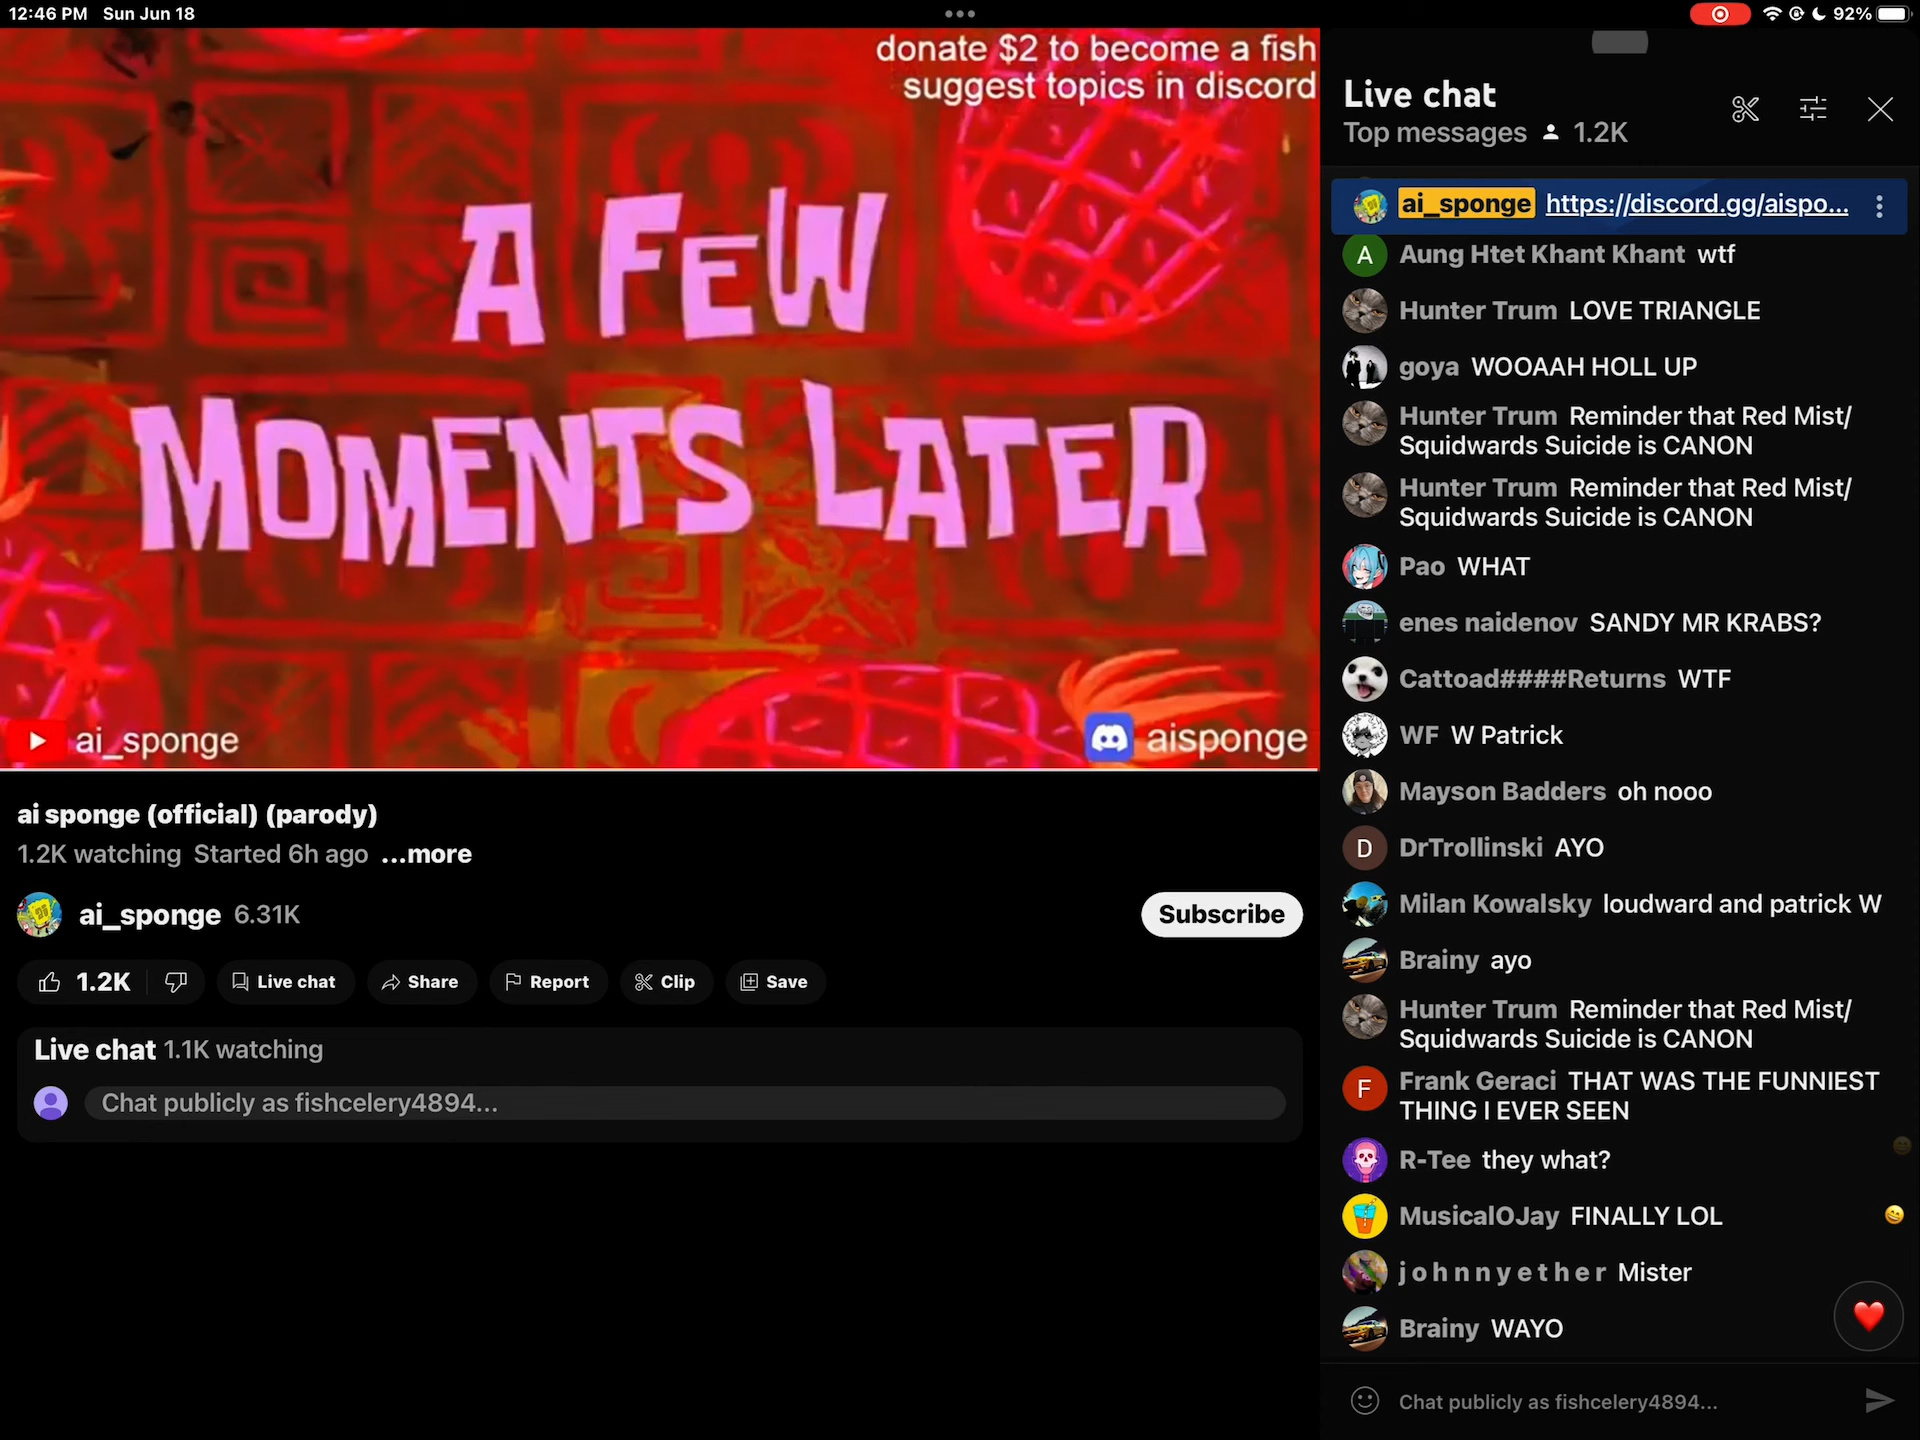 12:46 PM Sun Jun 18
92%
donate $2 to become a fish
suggest topics in discord
A FEW
MOMENTS LATER
ai_sponge
aisponge
ai sponge (official) (parody)
1.2K watching Started 6h ago ...more
ai_sponge 6.31K
Subscribe
1.2K
Live chat
Share
Report
Clip
Save
Live chat 1.1K watching
Chat publicly as fishcelery4894...
Live chat
Top messages 1.2K
ai_sponge https://discord.gg/aispo...
A Aung Htet Khant Khant wtf
Hunter Trum LOVE TRIANGLE
goya WOOAAH HOLL UP
Hunter Trum Reminder that Red Mist/
Squidwards Suicide is CANON
Hunter Trum Reminder that Red Mist/
Squidwards Suicide is CANON
Pao WHAT
enes naidenov SANDY MR KRABS?
Cattoad####Returns WTF
WF W Patrick
Mayson Badders oh nooo
D DrTrollinski AYO
Milan Kowalsky loudward and patrick W
Brainy ayo
Hunter Trum Reminder that Red Mist/
Squidwards Suicide is CANON
F Frank Geraci THAT WAS THE FUNNIEST
THING I EVER SEEN
R-Tee they what?
MusicalOJay FINALLY LOL
j o h n n y e t h e r Mister
Brainy WAYO
Chat publicly as fishcelery4894...